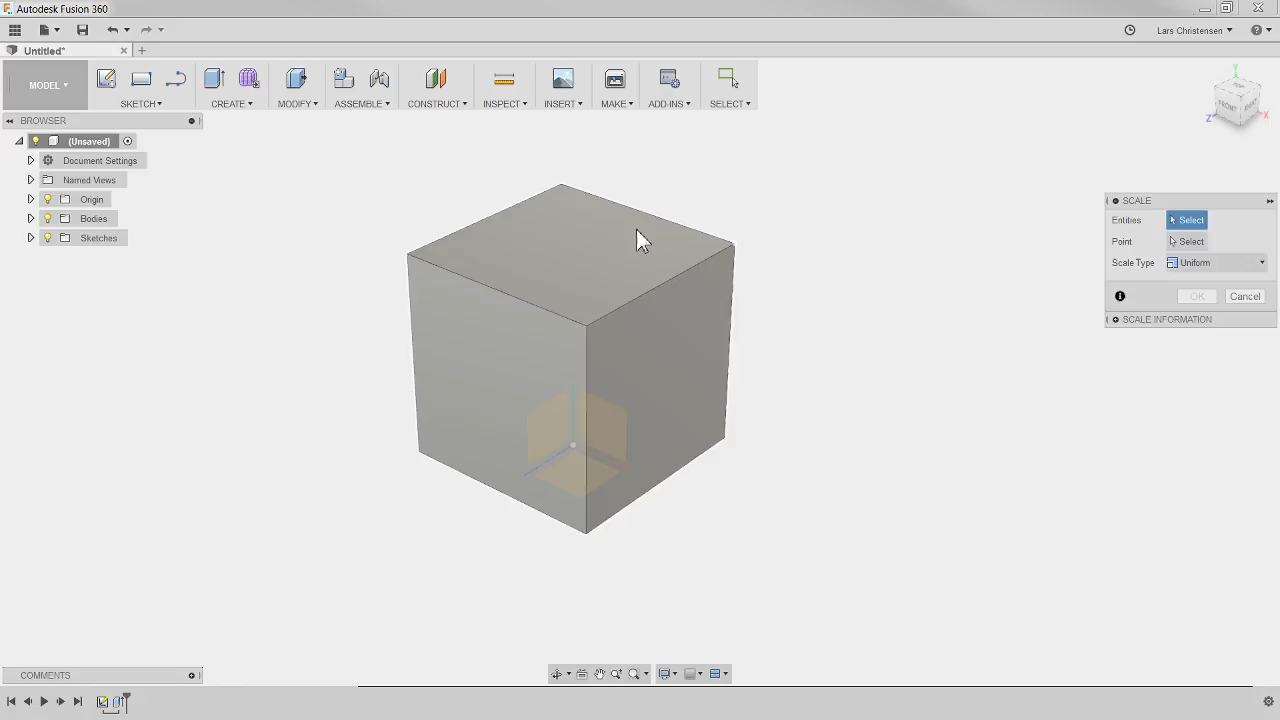 Autodesk Fusion 360
Lars Christensen
Untitled*
MODEL
SKETCH
CREATE
MODIFY
ASSEMBLE
CONSTRUCT
INSPECT
INSERT
MAKE
ADD-INS
SELECT
BROWSER
(Unsaved)
Document Settings
Named Views
Origin
Bodies
Sketches
Y
FRONT
RIGHT
Z
X
SCALE
Entities
Select
Point
Select
Scale Type
Uniform
OK
Cancel
SCALE INFORMATION
COMMENTS